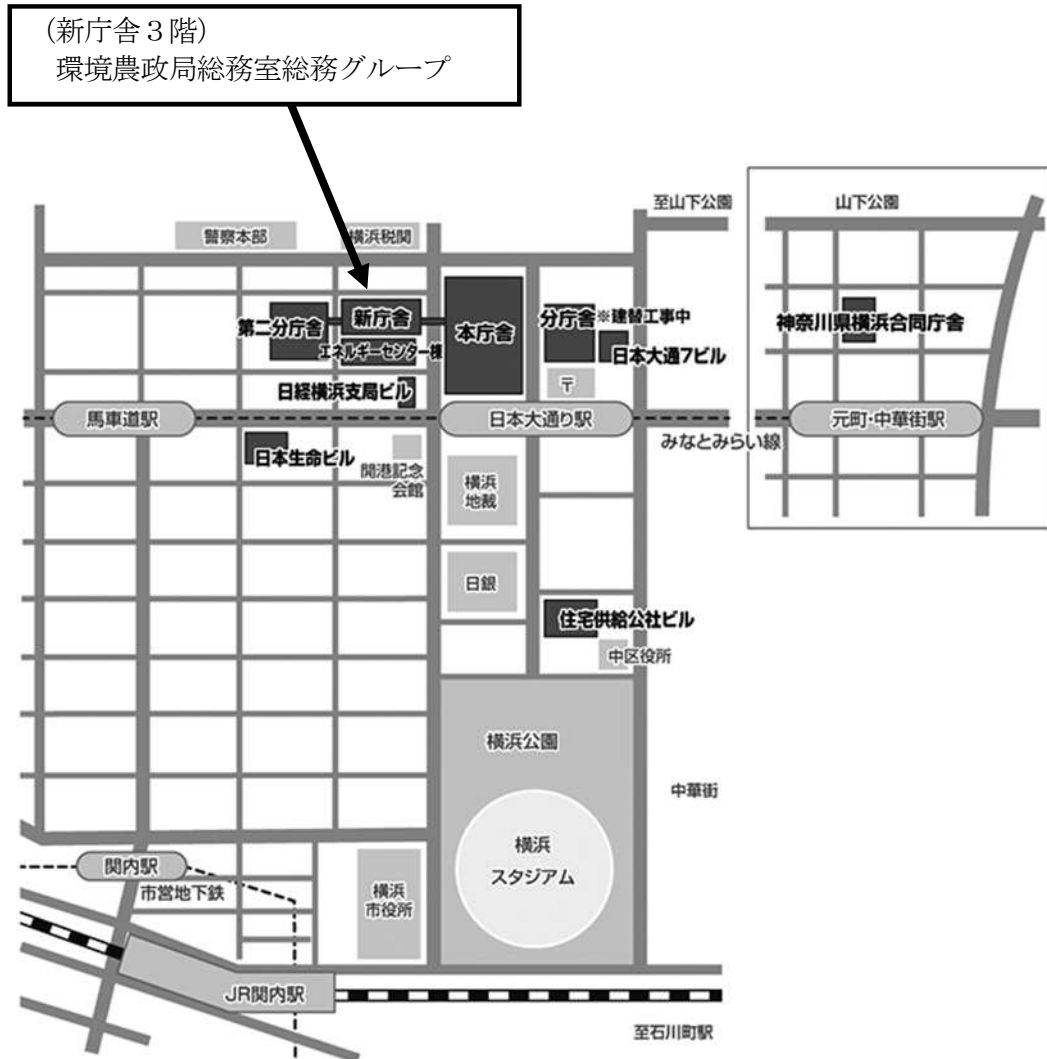 (新庁舎３階)
環境農政局総務室総務グループ
至山下公園
山下公園
警察本部
横浜税関
第二分庁舎
新庁舎
本庁舎
分庁舎※建替工事中
神奈川県横浜合同庁舎
エネルギーセンター棟
日本大通7ビル
日経横浜支局ビル
〒
馬車道駅
日本大通り駅
元町・中華街駅
みなとみらい線
日本生命ビル
開港記念
会館
横浜
地裁
日銀
住宅供給公社ビル
中区役所
横浜公園
中華街
横浜
スタジアム
関内駅
市営地下鉄
横浜
市役所
JR関内駅
至石川町駅